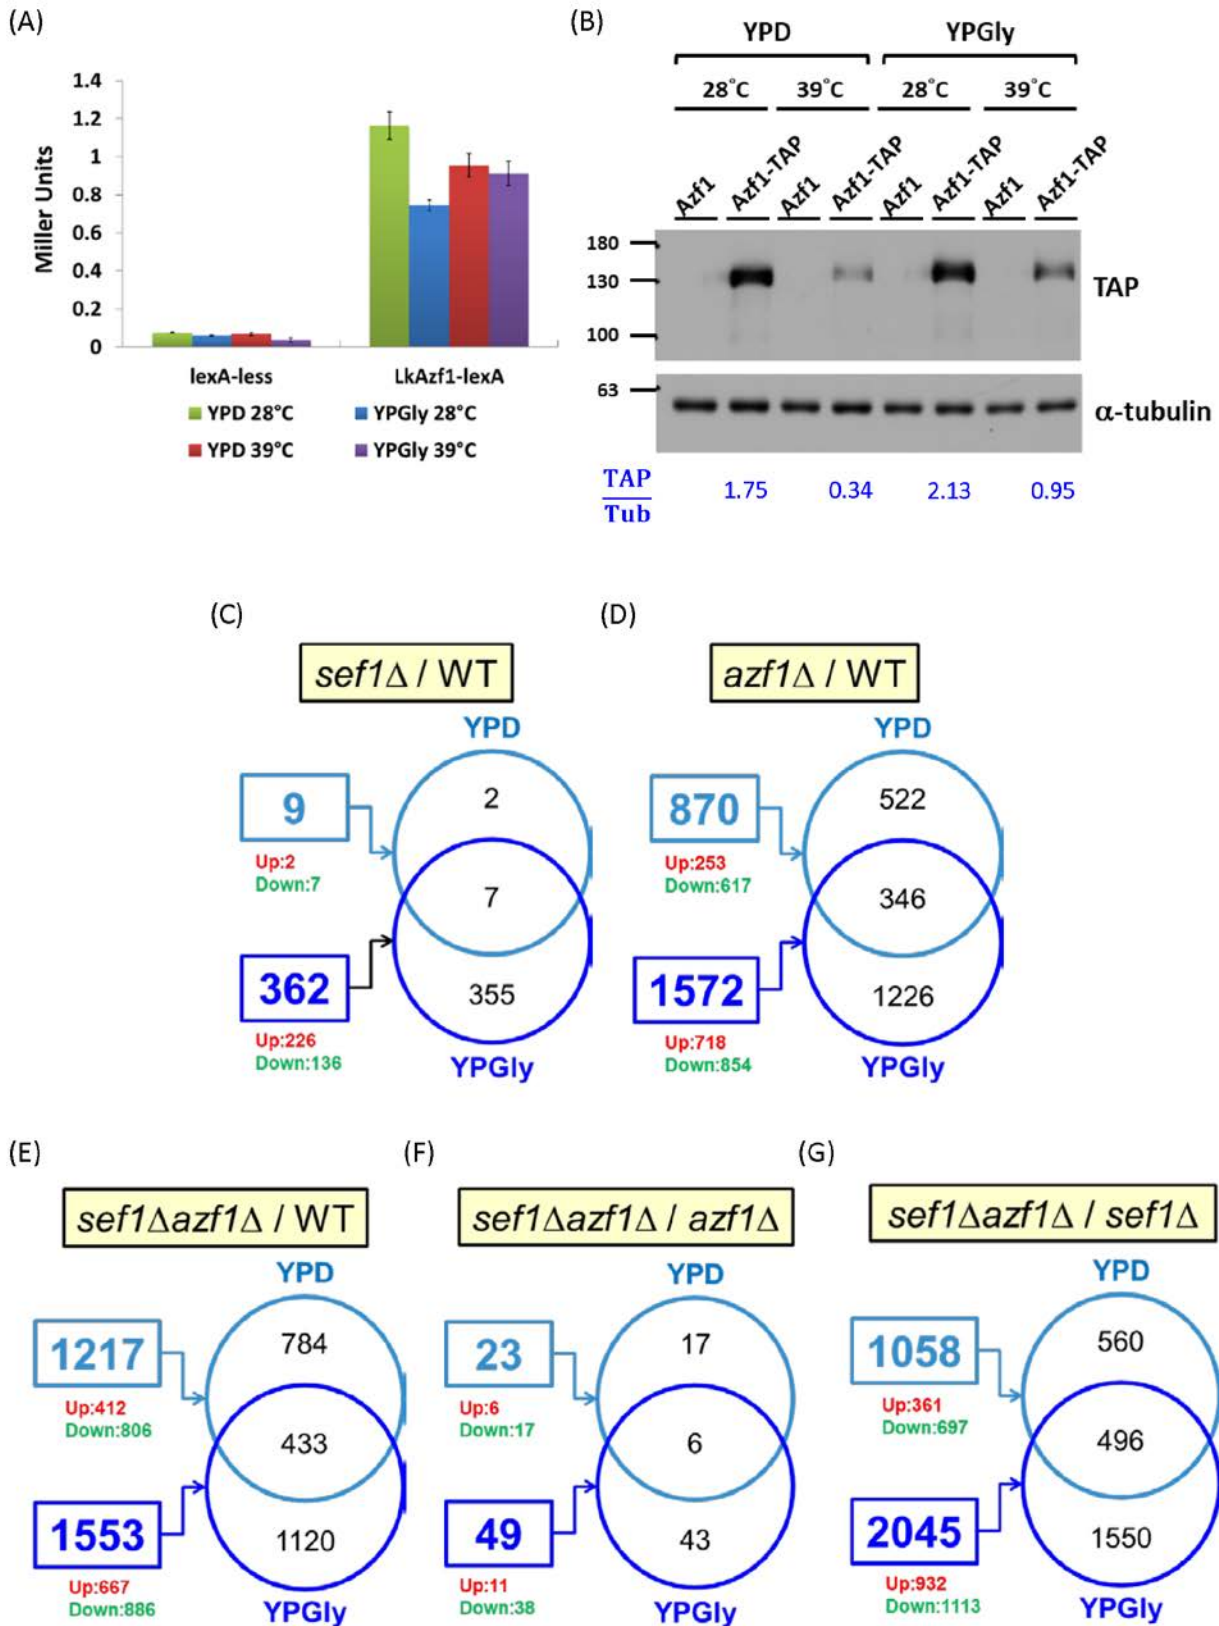 (A)
1.4
1.2
1
0.8
0.6
0.4
0.2
0
Miller Units
lexA-less
LkAzf1-lexA
YPD 28°C
YPGly 28°C
YPD 39°C
YPGly 39°C
(B)
YPD
YPGly
28°C
39°C
28°C
39°C
Azf1
Azf1-TAP
Azf1
Azf1-TAP
Azf1
Azf1-TAP
Azf1
Azf1-TAP
180
130
100
TAP
63
α-tubulin
TAP
Tub
1.75
0.34
2.13
0.95
(C)
sef1Δ / WT
YPD
9
Up:2
Down:7
2
7
362
Up:226
Down:136
355
YPGly
(D)
azf1Δ / WT
YPD
870
Up:253
Down:617
522
346
1572
Up:718
Down:854
1226
YPGly
(E)
sef1Δazf1Δ / WT
YPD
1217
Up:412
Down:806
784
433
1553
Up:667
Down:886
1120
YPGly
(F)
sef1Δazf1Δ / azf1Δ
YPD
23
Up:6
Down:17
17
6
49
Up:11
Down:38
43
YPGly
(G)
sef1Δazf1Δ / sef1Δ
YPD
1058
Up:361
Down:697
560
496
2045
Up:932
Down:1113
1550
YPGly